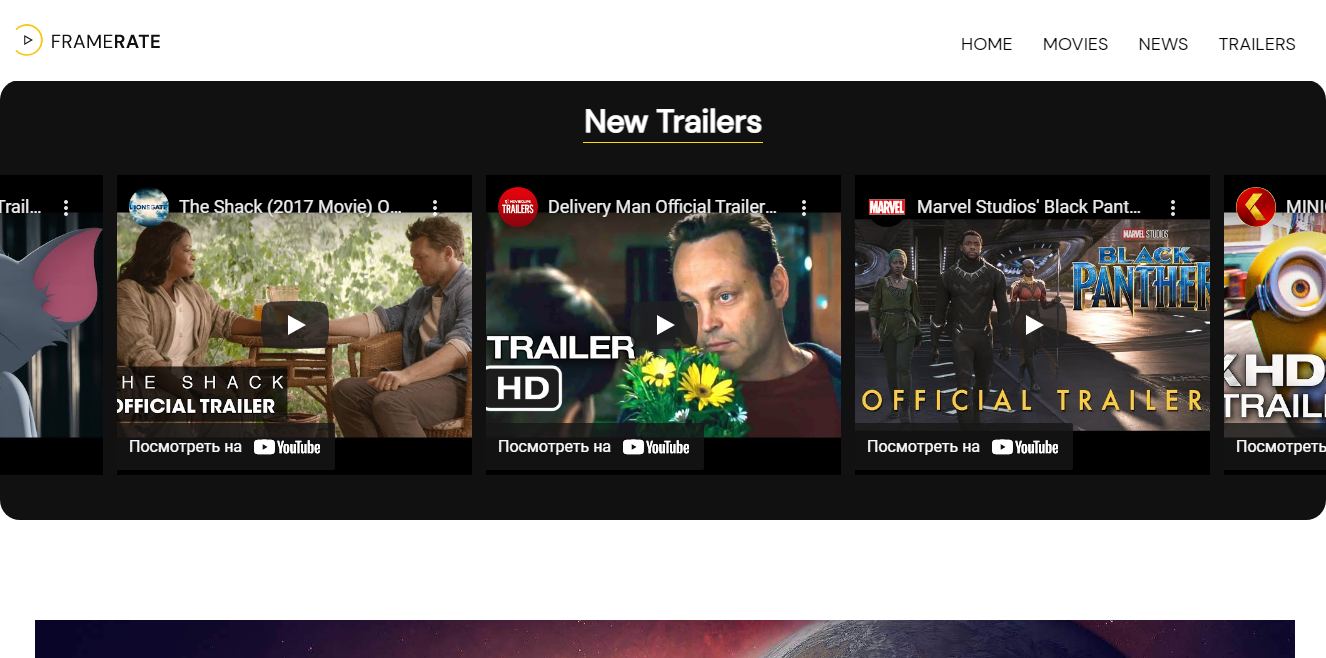 FRAMERATE
HOME MOVIES NEWS TRAILERS
New Trailers
Trail...
LIONSGATE
The Shack (2017 Movie) O...
HE SHACK
OFFICIAL TRAILER
Посмотреть на YouTube
TRAILERS
Delivery Man Official Trailer...
TRAILER
HD
Посмотреть на YouTube
MARVEL
Marvel Studios' Black Pant...
MARVEL STUDIOS
BLACK
PANTHER
OFFICIAL TRAILER
Посмотреть на YouTube
MINI
HD
TRAIL
Посмотреть